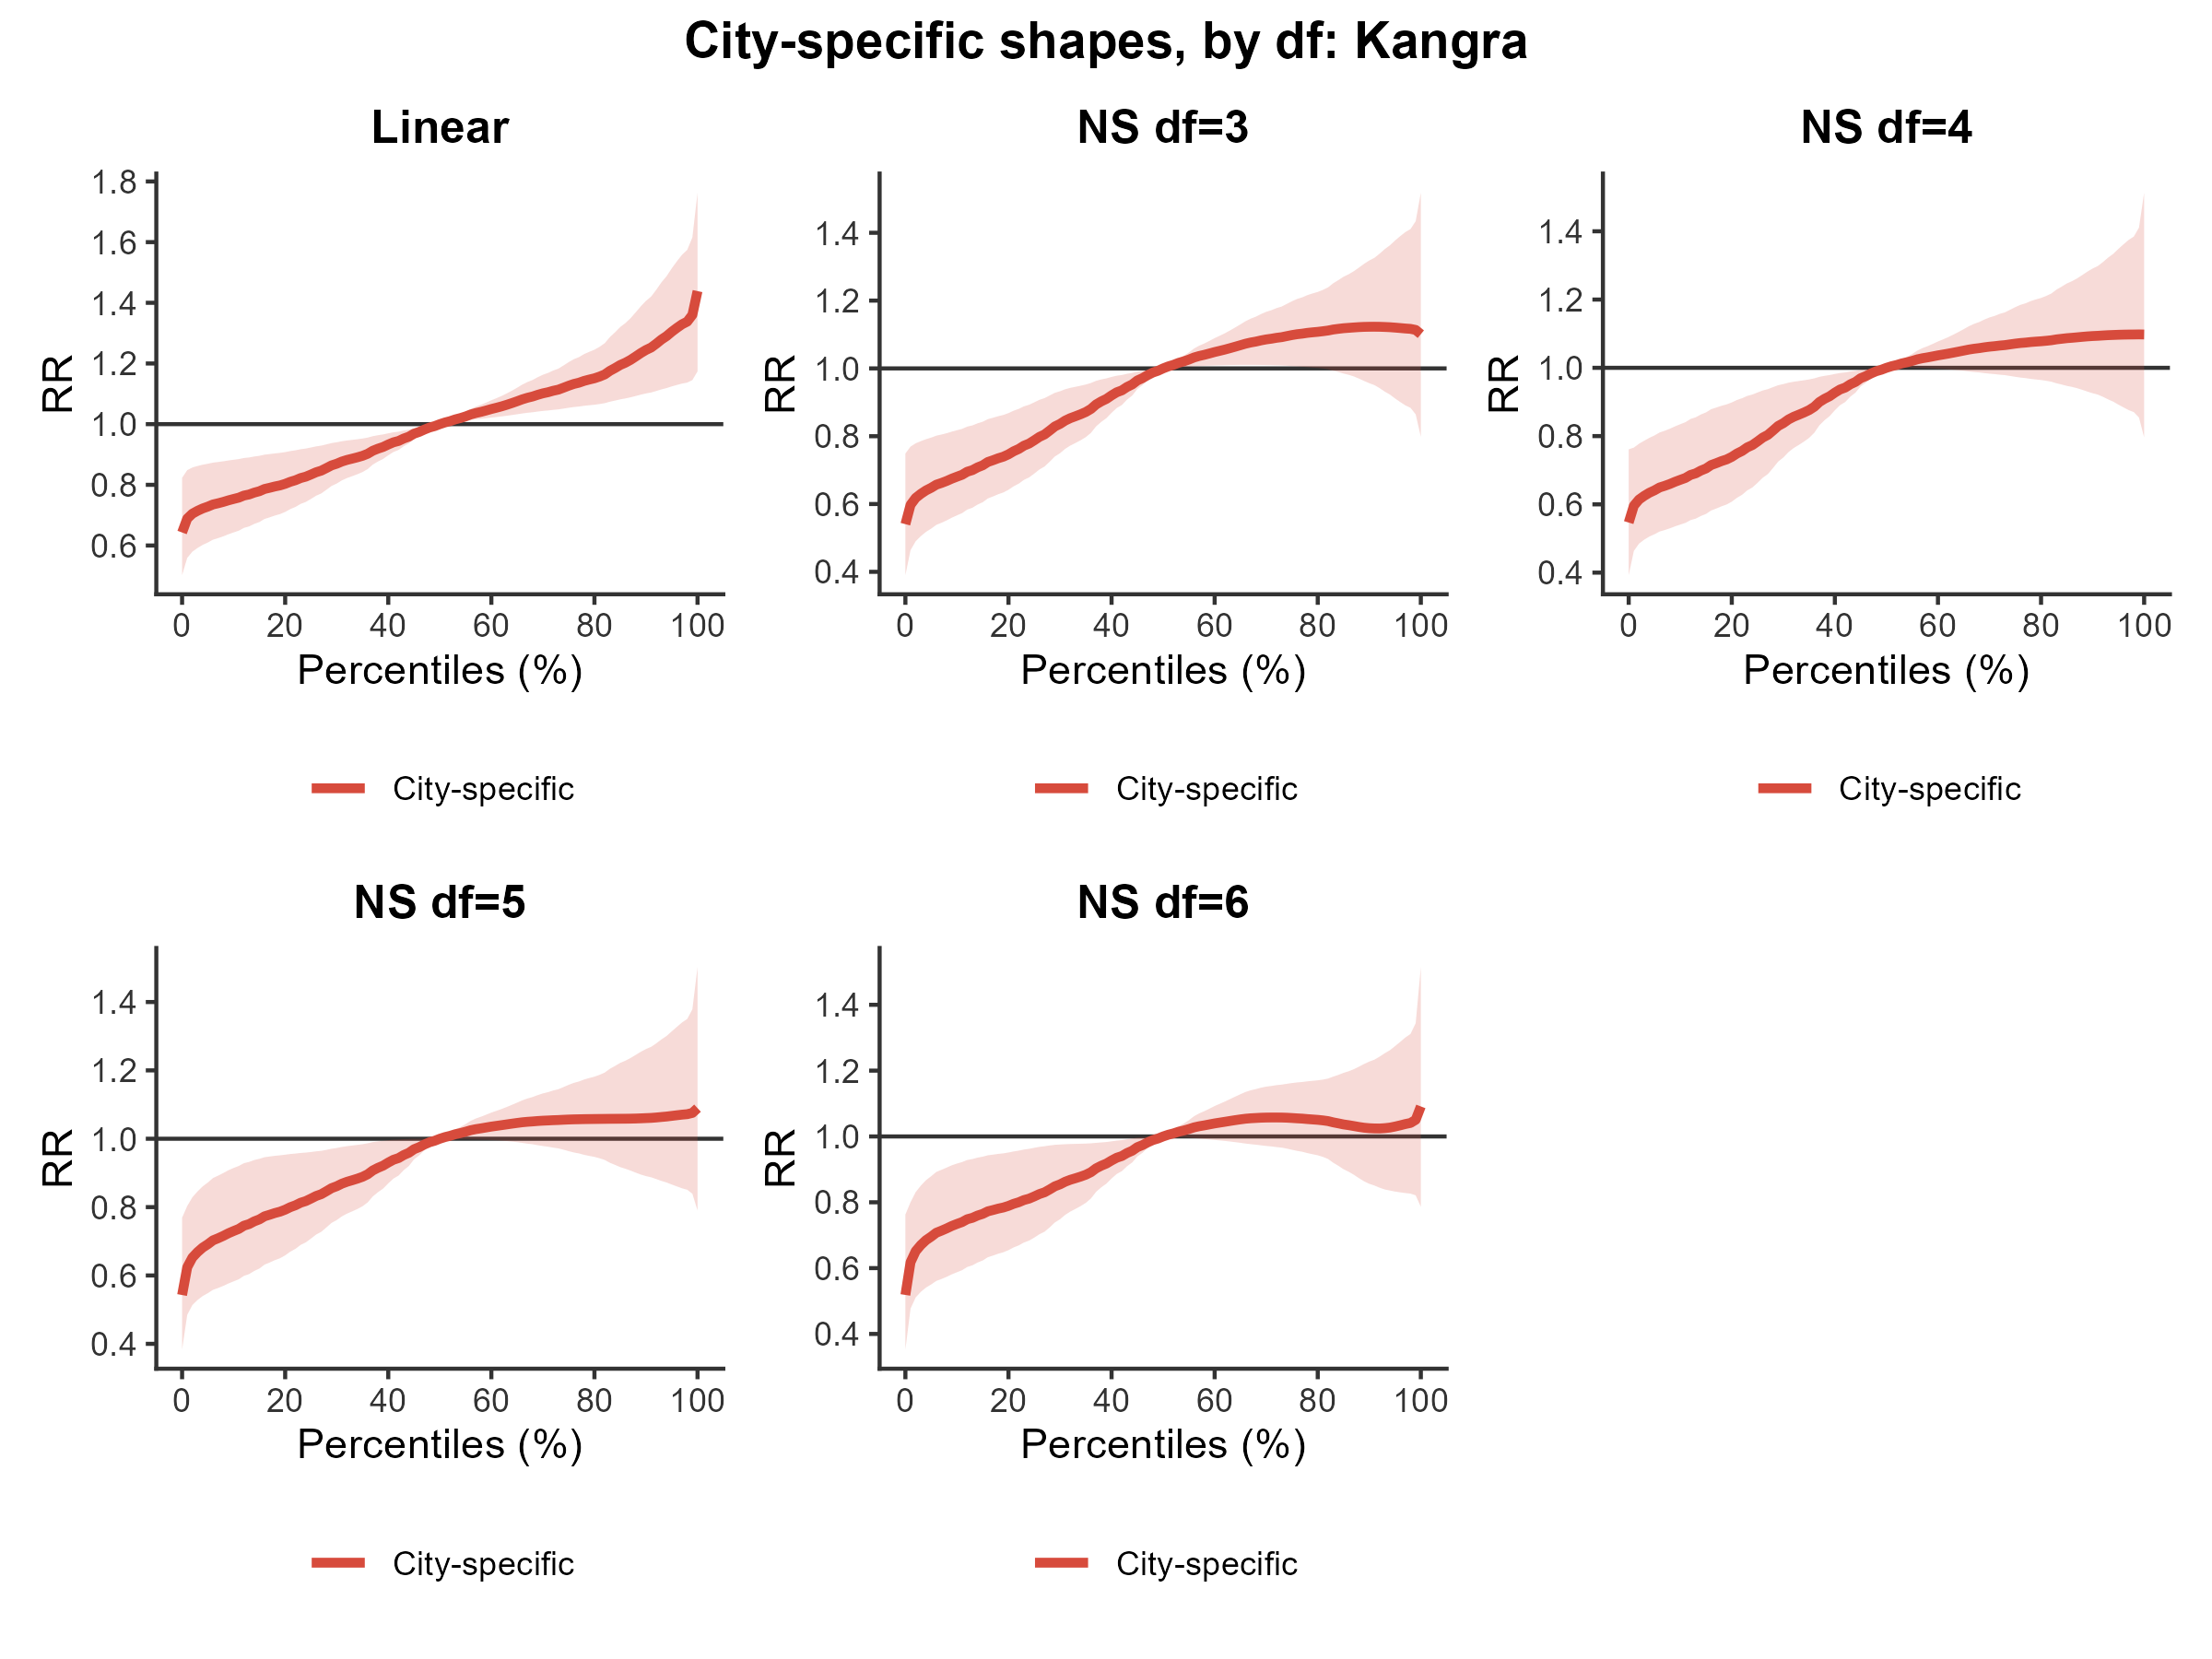 City-specific shapes, by df: Kangra
Linear
RR
1.8
1.6
1.4
1.2
1.0
0.8
0.6
0 20 40 60 80 100
Percentiles (%)
City-specific
NS df=3
RR
1.4
1.2
1.0
0.8
0.6
0.4
0 20 40 60 80 100
Percentiles (%)
City-specific
NS df=4
RR
1.4
1.2
1.0
0.8
0.6
0.4
0 20 40 60 80 100
Percentiles (%)
City-specific
NS df=5
RR
1.4
1.2
1.0
0.8
0.6
0.4
0 20 40 60 80 100
Percentiles (%)
City-specific
NS df=6
RR
1.4
1.2
1.0
0.8
0.6
0.4
0 20 40 60 80 100
Percentiles (%)
City-specific